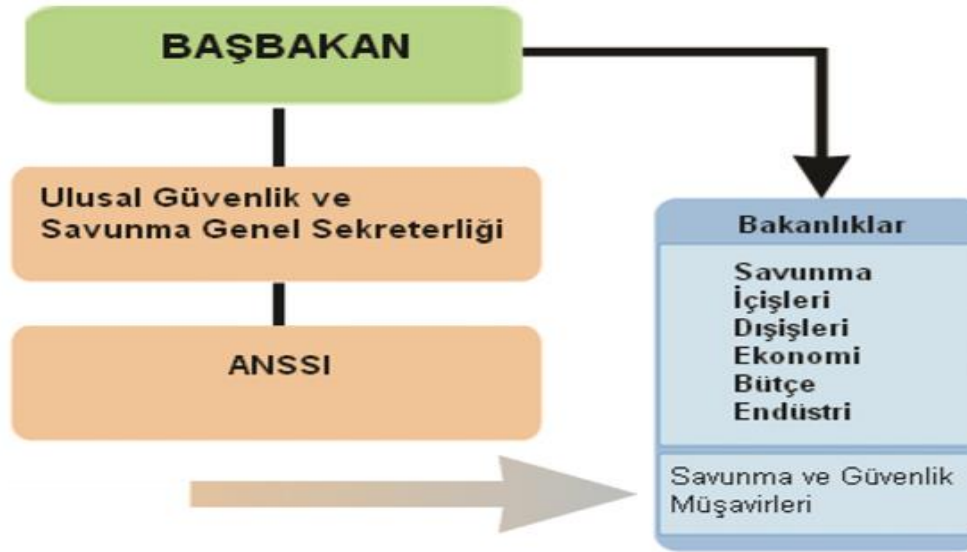 BAŞBAKAN
Ulusal Güvenlik ve
Savunma Genel Sekreterliği
ANSSI
Bakanlıklar
Savunma
İçişleri
Dışişleri
Ekonomi
Bütçe
Endüstri
Savunma ve Güvenlik
Müşavirleri